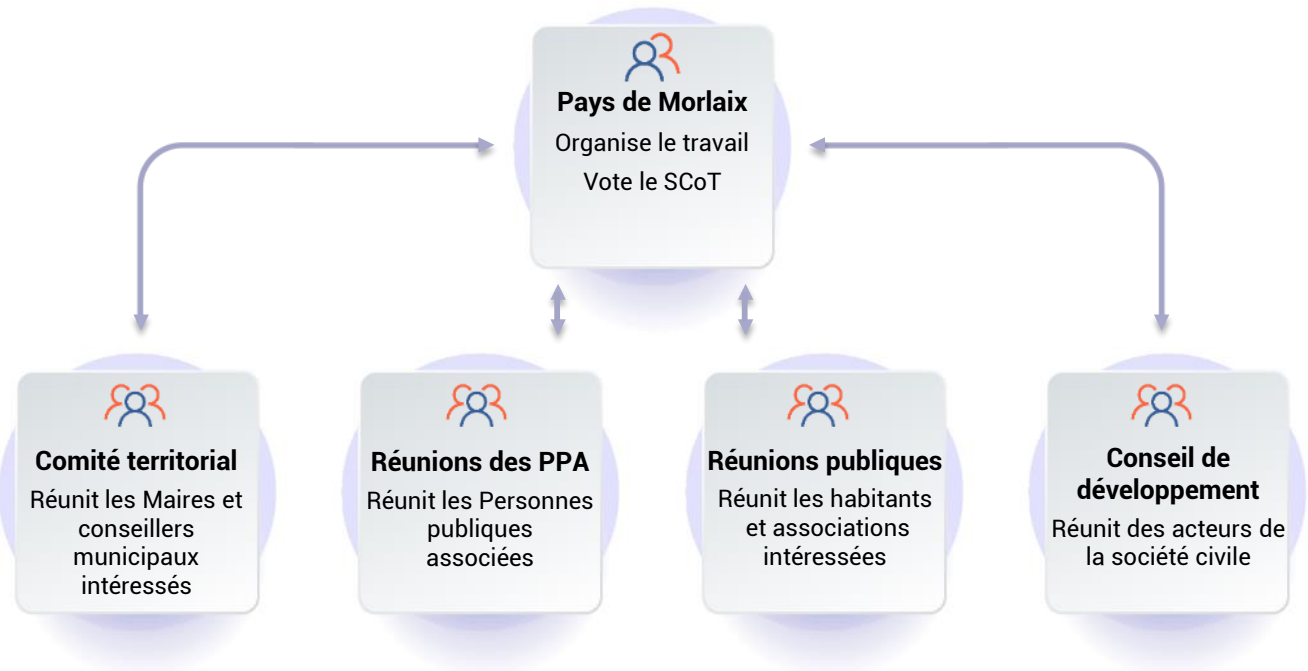 Pays de Morlaix
Organise le travail
Vote le SCoT
Comité territorial
Réunit les Maires et
conseillers
municipaux
intéressés
Réunions des PPA
Réunit les Personnes
publiques
associées
Réunions publiques
Réunit les habitants
et associations
intéressées
Conseil de
développement
Réunit des acteurs de
la société civile